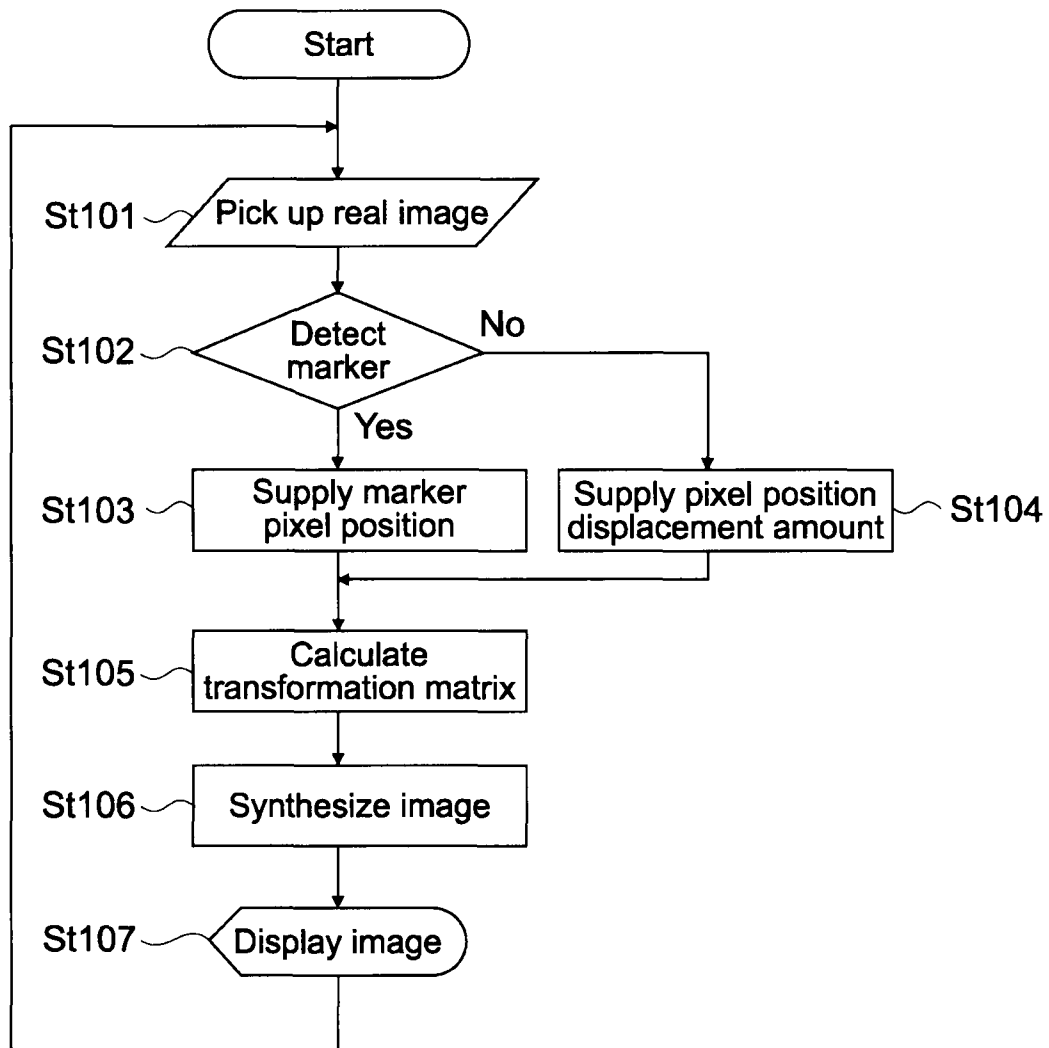 Start
St101
Pick up real image
St102
Detect
marker
No
Yes
St103
Supply marker
pixel position
Supply pixel position
displacement amount
St104
St105
Calculate
transformation matrix
St106
Synthesize image
St107
Display image